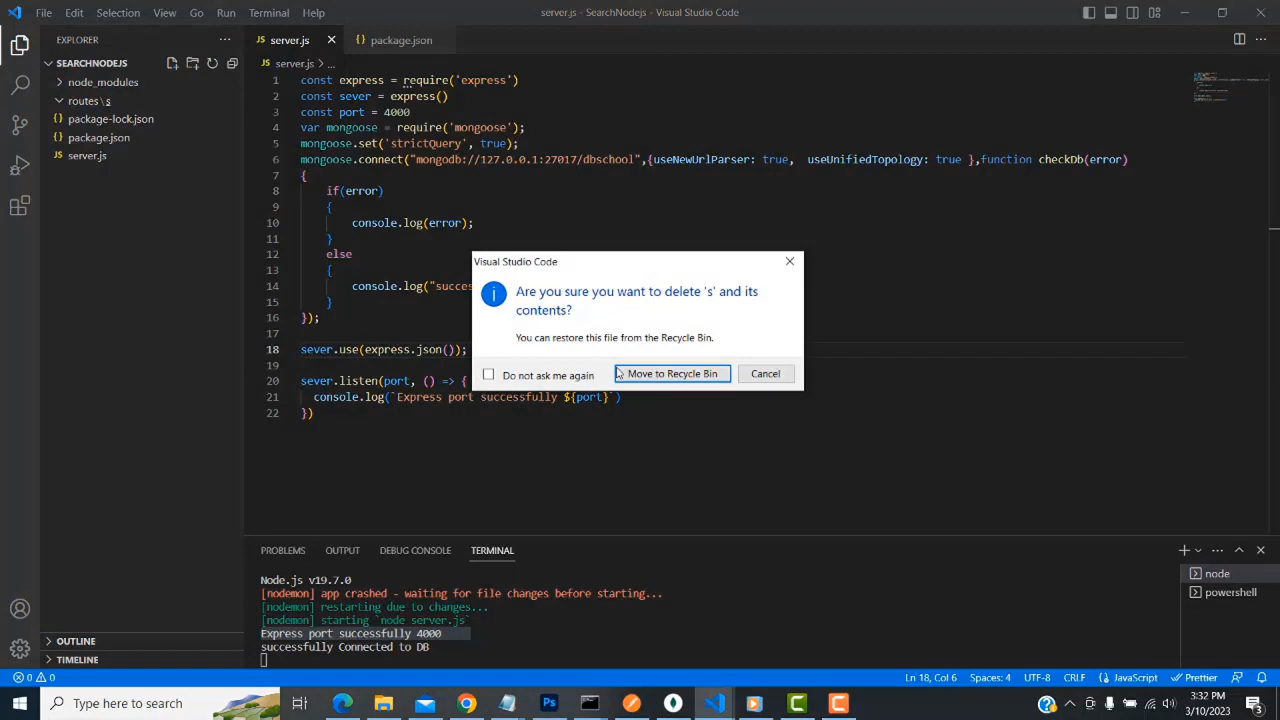 File Edit Selection View Go Run Terminal Help
server.js - SearchNodejs - Visual Studio Code
EXPLORER
SEARCHNODEJS
node_modules
routes\s
package-lock.json
package.json
server.js
OUTLINE
TIMELINE
JS server.js
package.json
JS server.js > ...
1 const express = require('express')
2 const sever = express()
3 const port = 4000
4 var mongoose = require('mongoose');
5 mongoose.set('strictQuery', true);
6 mongoose.connect("mongodb://127.0.0.1:27017/dbschool",{useNewUrlParser: true, useUnifiedTopology: true },function checkDb(error)
7 {
8 if(error)
9 {
10 console.log(error);
11 }
12 else
13 {
14 console.log("succes
15 }
16 });
17
18 sever.use(express.json());
19
20 sever.listen(port, () => {
21 console.log(`Express port successfully ${port}`)
22 })
Visual Studio Code
Are you sure you want to delete 's' and its
contents?
You can restore this file from the Recycle Bin.
Do not ask me again
Move to Recycle Bin
Cancel
PROBLEMS OUTPUT DEBUG CONSOLE TERMINAL
Node.js v19.7.0
[nodemon] app crashed - waiting for file changes before starting...
[nodemon] restarting due to changes...
[nodemon] starting `node server.js`
Express port successfully 4000
successfully Connected to DB
node
powershell
0 0
Ln 18, Col 6 Spaces: 4 UTF-8 CRLF JavaScript Prettier
Type here to search
Ps
C
C
3:32 PM
3/10/2023
3